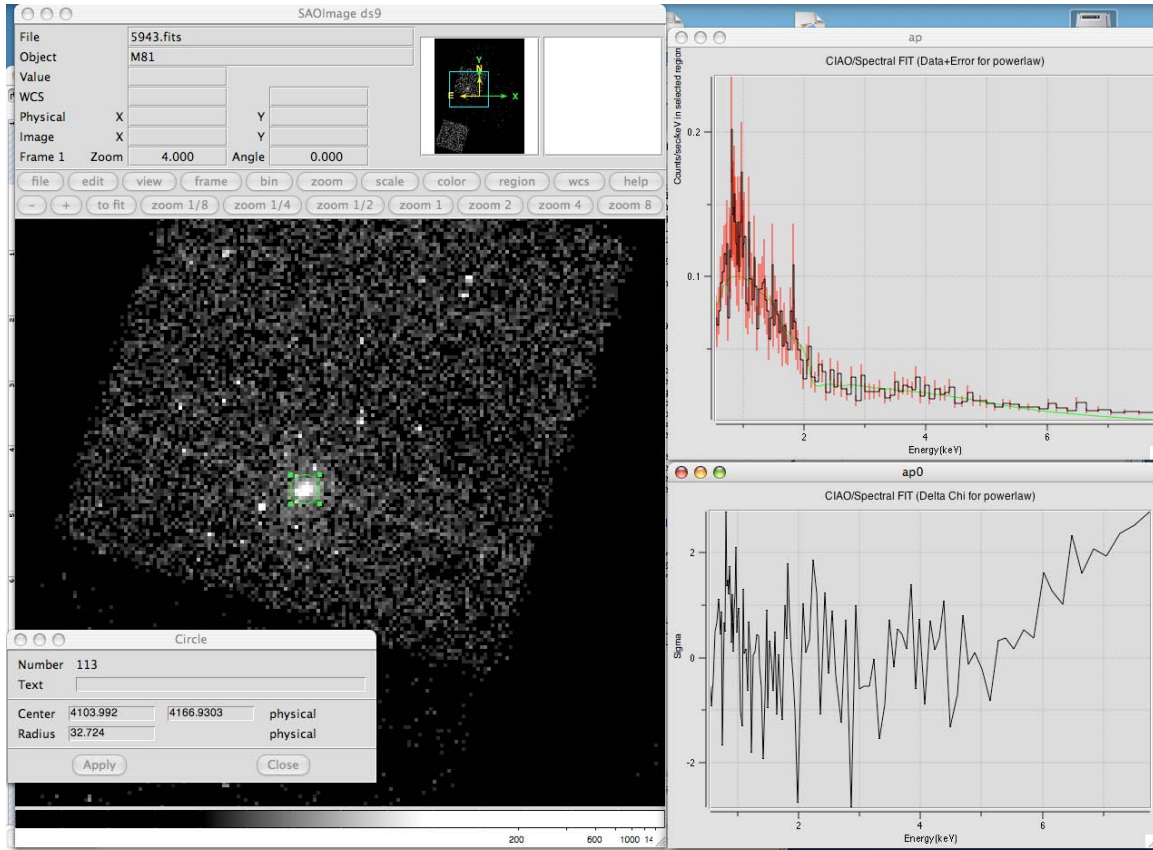 SAOImage ds9
File 5943.fits
Object M81
Value
WCS
Physical X Y
Image X Y
Frame 1 Zoom 4.000 Angle 0.000
Y
N
E X
file edit view frame bin zoom scale color region wcs help
- + to fit zoom 1/8 zoom 1/4 zoom 1/2 zoom 1 zoom 2 zoom 4 zoom 8
200 600 1000 14
Circle
Number 113
Text
Center 4103.992 4166.9303 physical
Radius 32.724 physical
Apply Close
ap
CIAO/Spectral FIT (Data+Error for powerlaw)
Counts/sec/keV in selected region
0.2
0.1
2 4 6
Energy(keV)
ap0
CIAO/Spectral FIT (Delta Chi for powerlaw)
Sigma
2
0
-2
2 4 6
Energy(keV)